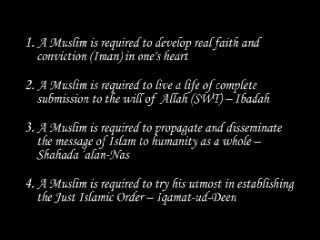 1. A Muslim is required to develop real faith and
conviction (Iman) in one's heart
2. A Muslim is required to live a life of complete
submission to the will of Allah (SWT) – Ibadah
3. A Muslim is required to propagate and disseminate
the message of Islam to humanity as a whole –
Shahada 'alan-Nas
4. A Muslim is required to try his utmost in establishing
the Just Islamic Order – Iqamat-ud-Deen